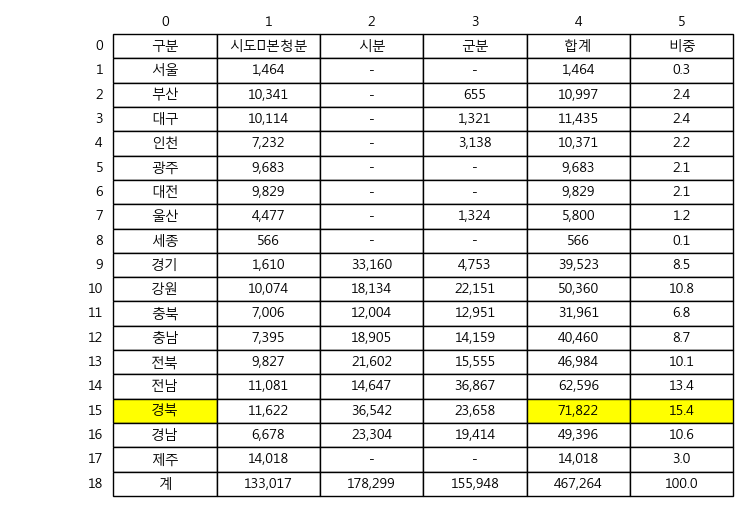 0 1 2 3 4 5
0 구분 시도▯본청분 시분 군분 합계 비중
1 서울 1,464 - - 1,464 0.3
2 부산 10,341 - 655 10,997 2.4
3 대구 10,114 - 1,321 11,435 2.4
4 인천 7,232 - 3,138 10,371 2.2
5 광주 9,683 - - 9,683 2.1
6 대전 9,829 - - 9,829 2.1
7 울산 4,477 - 1,324 5,800 1.2
8 세종 566 - - 566 0.1
9 경기 1,610 33,160 4,753 39,523 8.5
10 강원 10,074 18,134 22,151 50,360 10.8
11 충북 7,006 12,004 12,951 31,961 6.8
12 충남 7,395 18,905 14,159 40,460 8.7
13 전북 9,827 21,602 15,555 46,984 10.1
14 전남 11,081 14,647 36,867 62,596 13.4
15 경북 11,622 36,542 23,658 71,822 15.4
16 경남 6,678 23,304 19,414 49,396 10.6
17 제주 14,018 - - 14,018 3.0
18 계 133,017 178,299 155,948 467,264 100.0